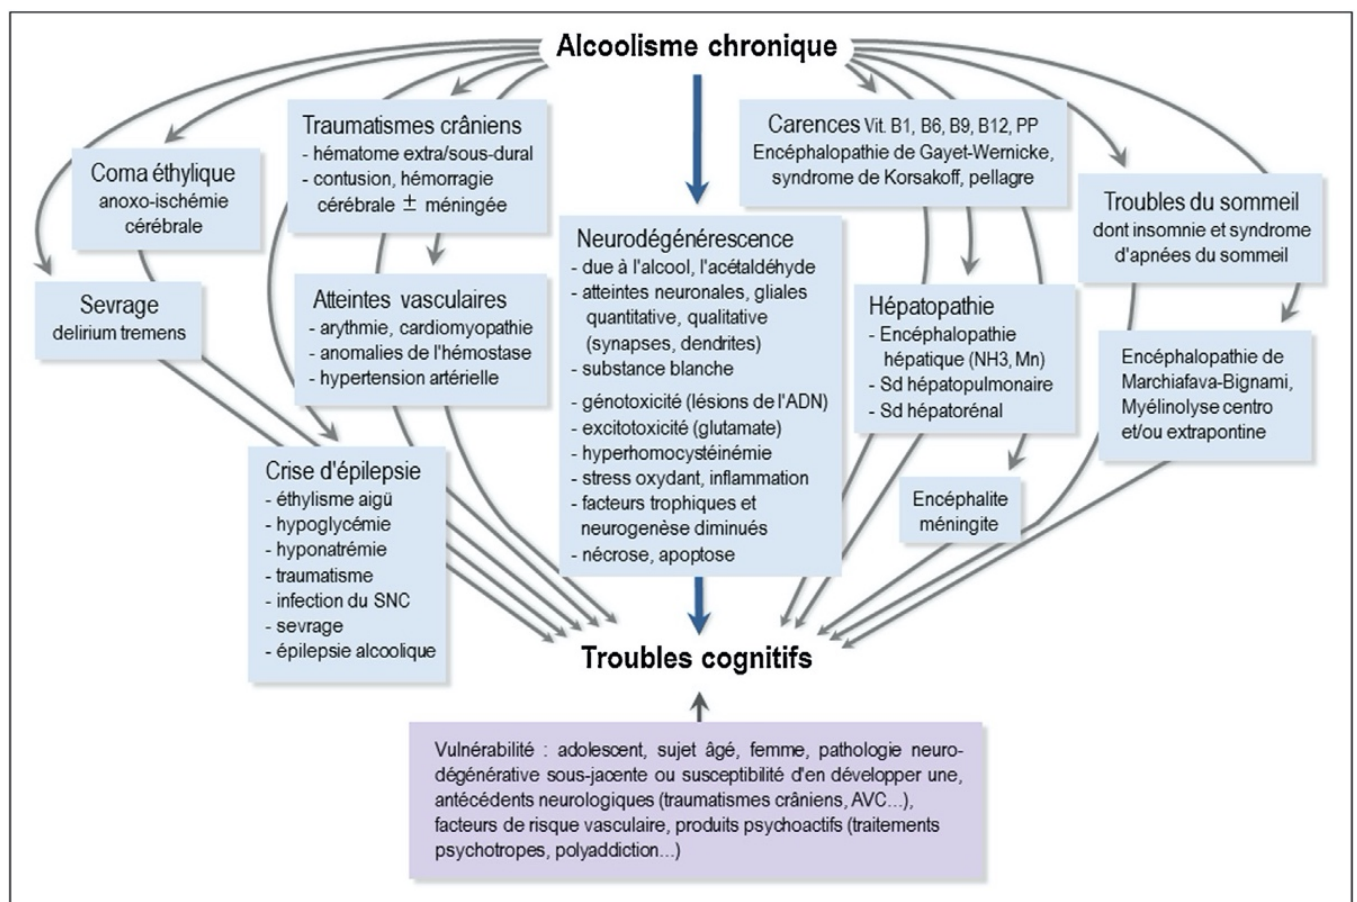 Alcoolisme chronique
Coma éthylique
anoxo-ischémie
cérébrale
Sevrage
delirium tremens
Traumatismes crâniens
- hématome extra/sous-dural
- contusion, hémorragie
cérébrale ± méningée
Atteintes vasculaires
- arythmie, cardiomyopathie
- anomalies de l'hémostase
- hypertension artérielle
Crise d'épilepsie
- éthylisme aigü
- hypoglycémie
- hyponatrémie
- traumatisme
- infection du SNC
- sevrage
- épilepsie alcoolique
Neurodégénérescence
- due à l'alcool, l'acétaldéhyde
- atteintes neuronales, gliales
quantitative, qualitative
(synapses, dendrites)
- substance blanche
- génotoxicité (lésions de l'ADN)
- excitotoxicité (glutamate)
- hyperhomocystéinémie
- stress oxydant, inflammation
- facteurs trophiques et
neurogenèse diminués
- nécrose, apoptose
Carences Vit. B1, B6, B9, B12, PP
Encéphalopathie de Gayet-Wernicke,
syndrome de Korsakoff, pellagre
Hépatopathie
- Encéphalopathie
hépatique (NH3, Mn)
- Sd hépatopulmonaire
- Sd hépatorénal
Encéphalite
méningite
Troubles du sommeil
dont insomnie et syndrome
d'apnées du sommeil
Encéphalopathie de
Marchiafava-Bignami,
Myélinolyse centro
et/ou extrapontine
Troubles cognitifs
Vulnérabilité : adolescent, sujet âgé, femme, pathologie neuro-
dégénérative sous-jacente ou susceptibilité d'en développer une,
antécédents neurologiques (traumatismes crâniens, AVC...),
facteurs de risque vasculaire, produits psychoactifs (traitements
psychotropes, polyaddiction...)